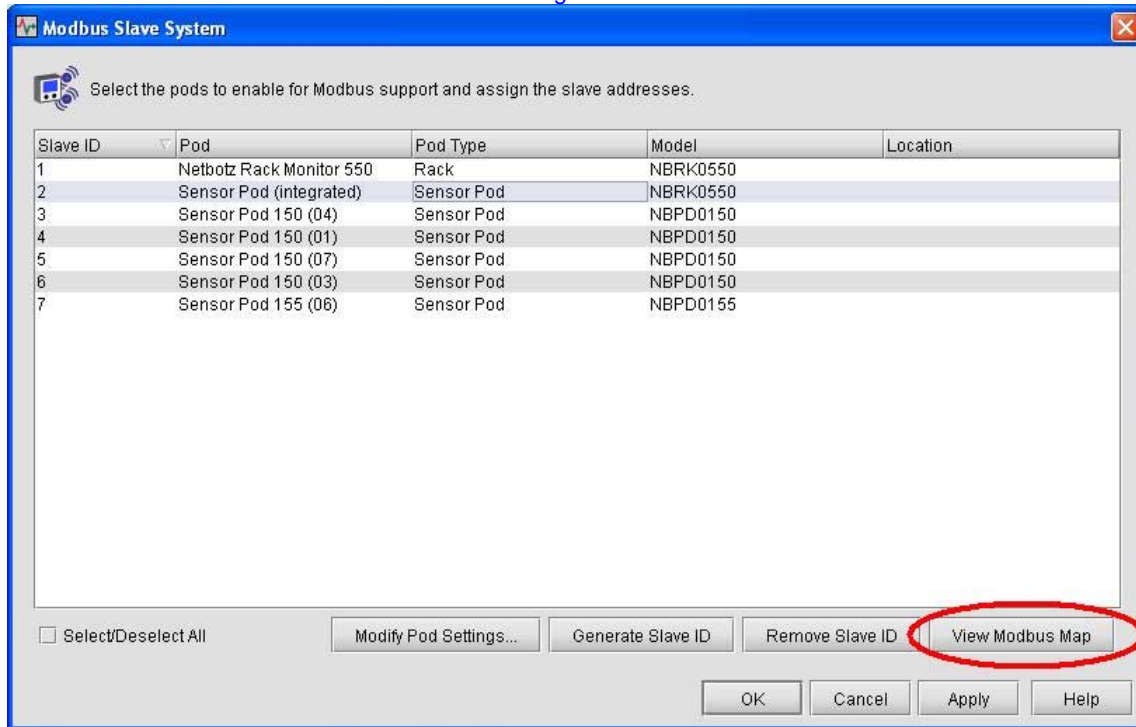 Modbus Slave System
Select the pods to enable for Modbus support and assign the slave addresses.
Slave ID Pod Pod Type Model Location
1 Netbotz Rack Monitor 550 Rack NBRK0550
2 Sensor Pod (integrated) Sensor Pod NBRK0550
3 Sensor Pod 150 (04) Sensor Pod NBPD0150
4 Sensor Pod 150 (01) Sensor Pod NBPD0150
5 Sensor Pod 150 (07) Sensor Pod NBPD0150
6 Sensor Pod 150 (03) Sensor Pod NBPD0150
7 Sensor Pod 155 (06) Sensor Pod NBPD0155
Select/Deselect All Modify Pod Settings... Generate Slave ID Remove Slave ID View Modbus Map
OK Cancel Apply Help